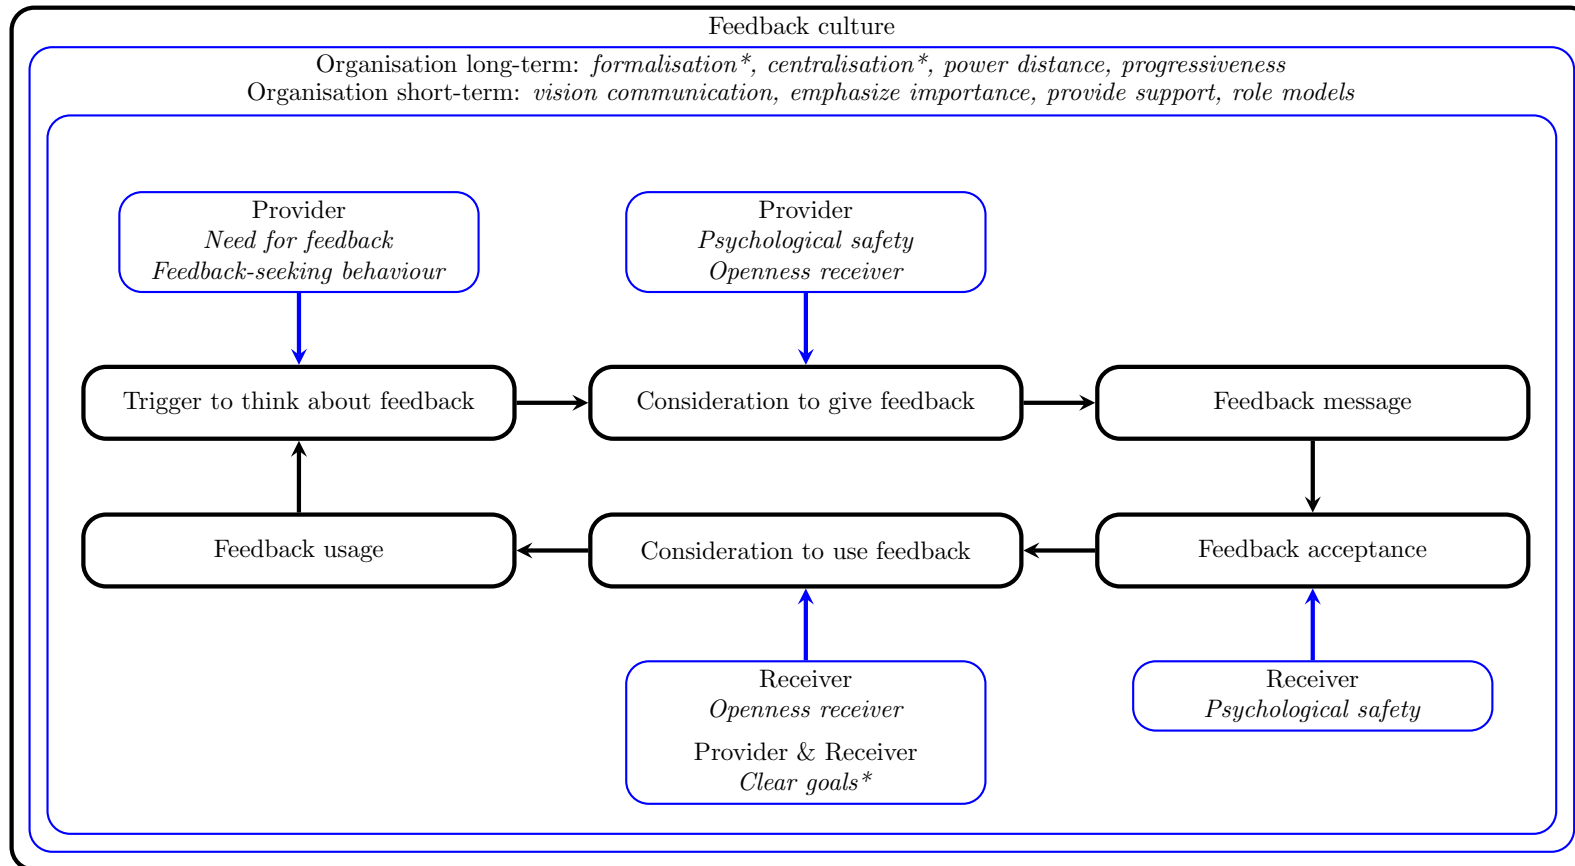 Feedback culture
Organisation long-term: formalisation*, centralisation*, power distance, progressiveness
Organisation short-term: vision communication, emphasize importance, provide support, role models
Provider
Need for feedback
Feedback-seeking behaviour
Provider
Psychological safety
Openness receiver
Trigger to think about feedback
Consideration to give feedback
Feedback message
Feedback usage
Consideration to use feedback
Feedback acceptance
Receiver
Openness receiver
Provider & Receiver
Clear goals*
Receiver
Psychological safety